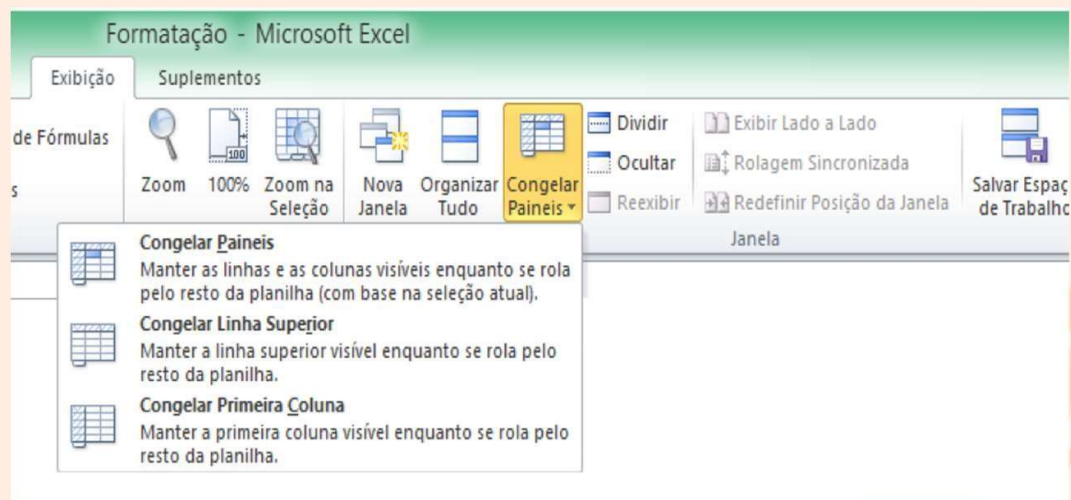 Formatação - Microsoft Excel
Exibição Suplementos
de Fórmulas
s
100
Zoom 100% Zoom na Seleção Nova Janela Organizar Tudo Congelar Paineis
Dividir
Ocultar
Reexibir
Exibir Lado a Lado
Rolagem Sincronizada
Redefinir Posição da Janela
Salvar Espaç
de Trabalho
Janela
Congelar Paineis
Manter as linhas e as colunas visíveis enquanto se rola
pelo resto da planilha (com base na seleção atual).
Congelar Linha Superior
Manter a linha superior visível enquanto se rola pelo
resto da planilha.
Congelar Primeira Coluna
Manter a primeira coluna visível enquanto se rola pelo
resto da planilha.